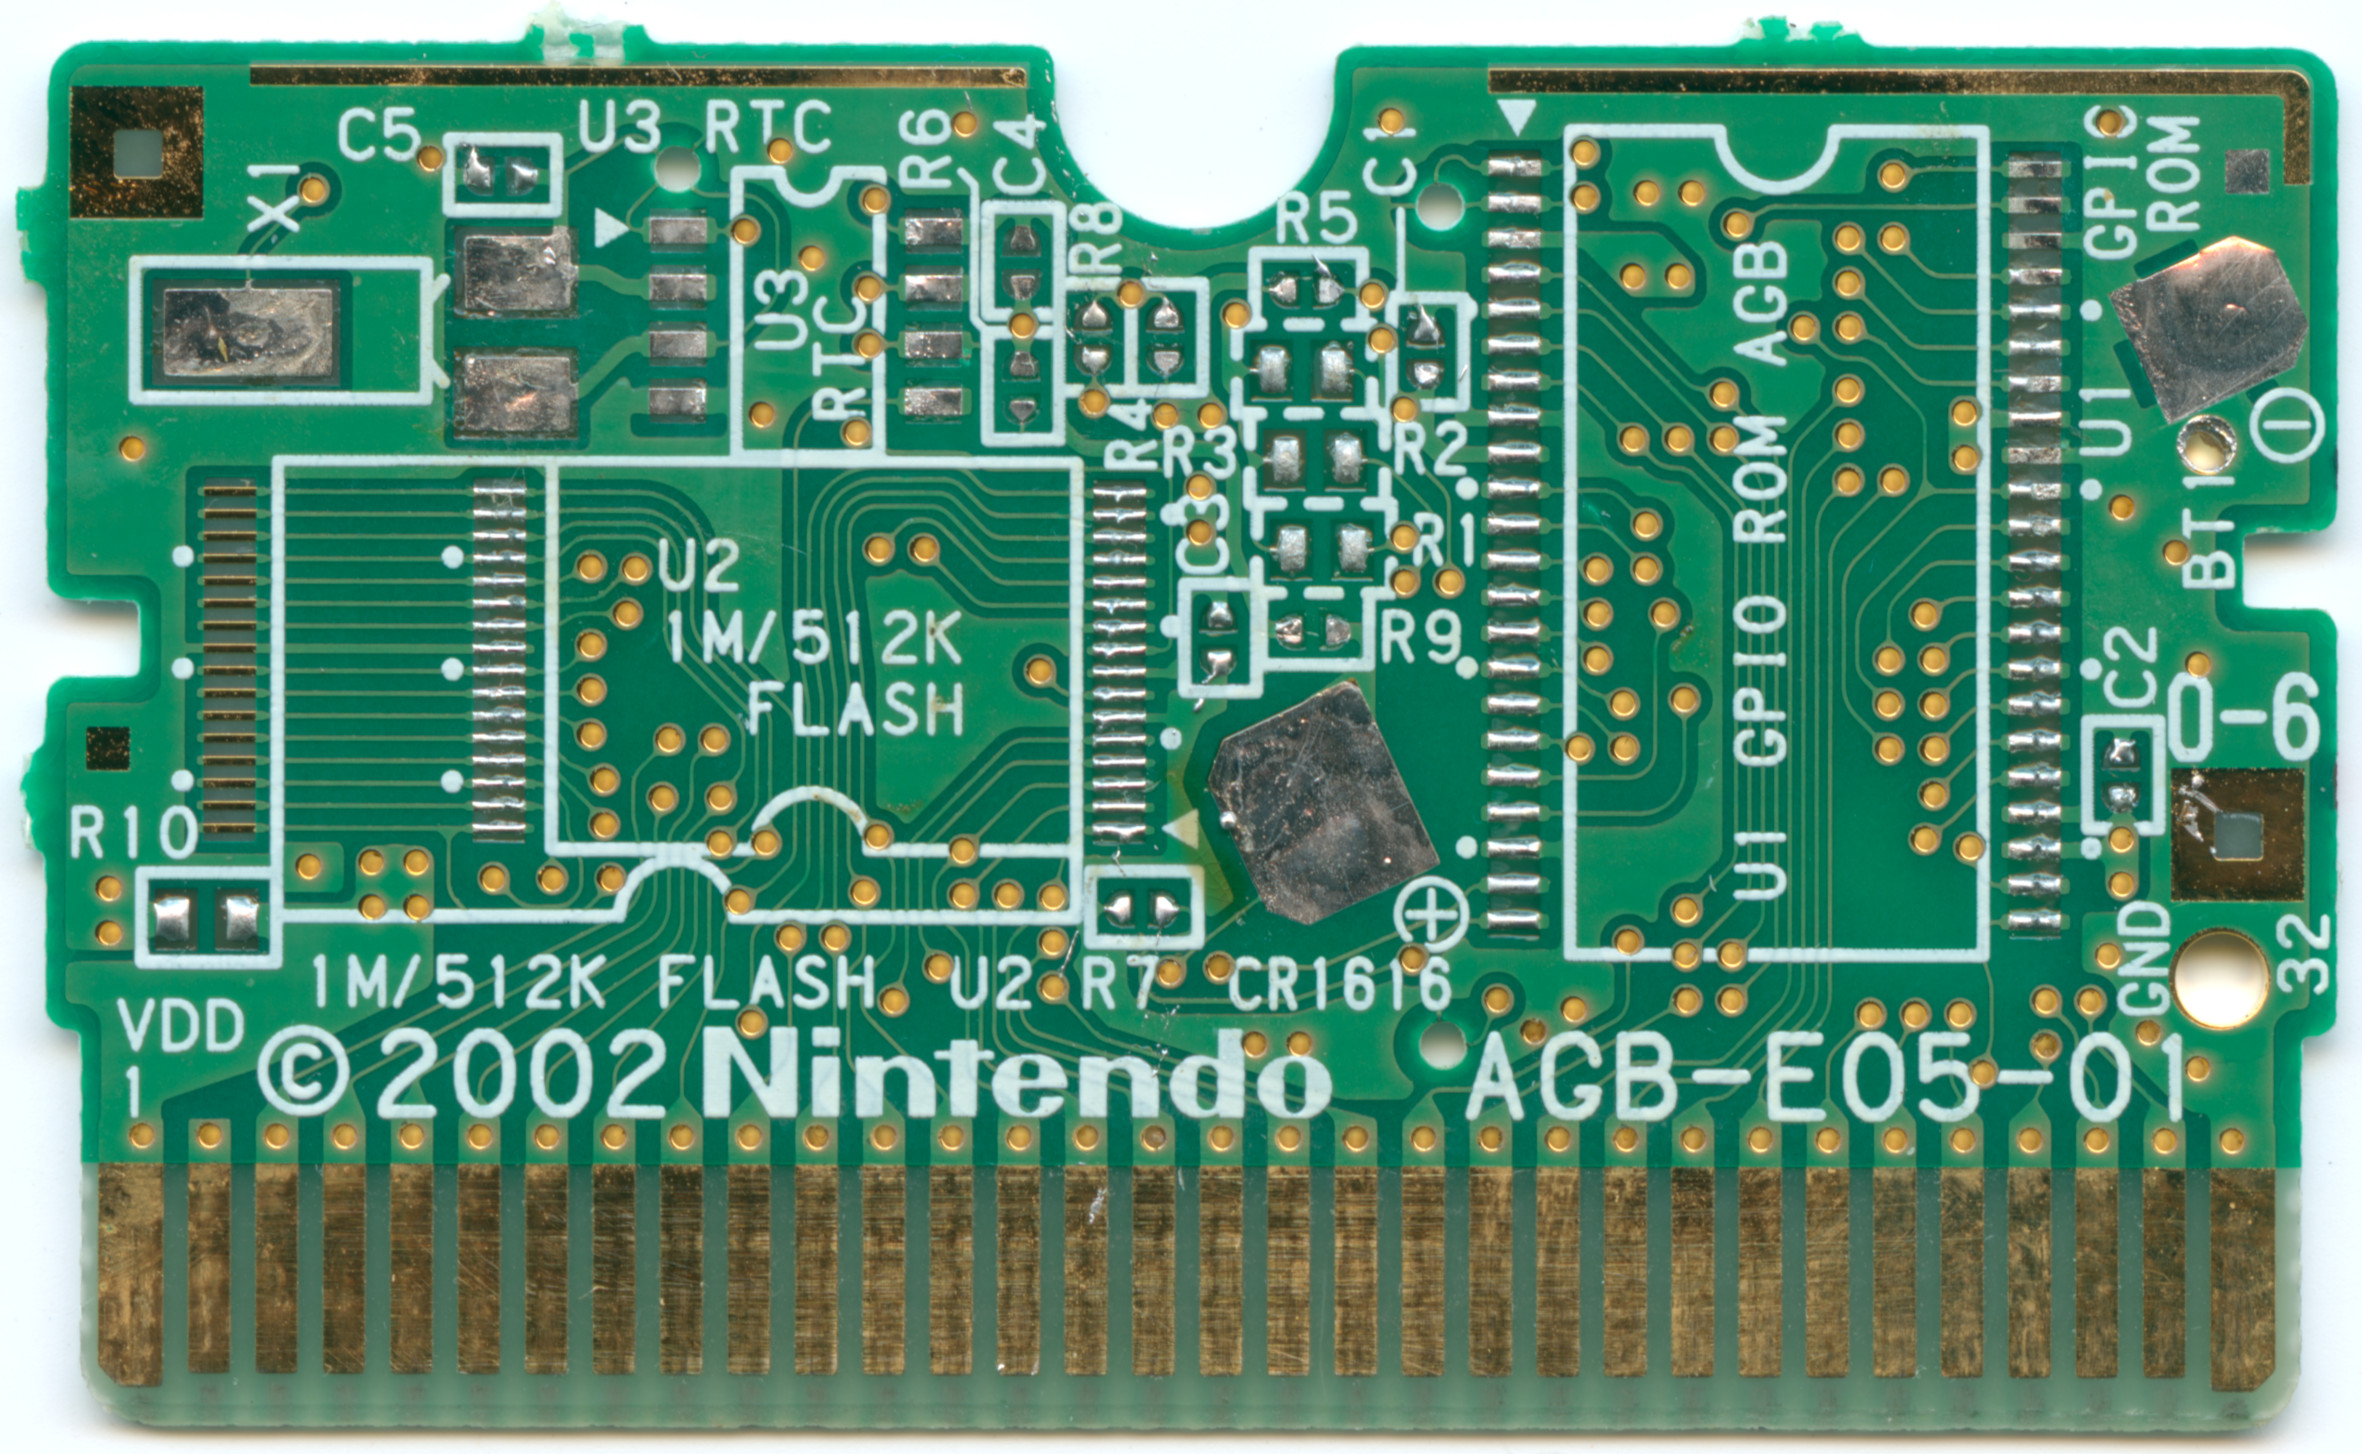 C5
U3 RTC
R6
C4
C1
GPIO
ROM
X1
R8
R5
U3
RTC
AGB
U1
R4
R3
R2
BT1
C3
R1
U2
1M/512K
FLASH
R9
U1 GPIO ROM AGB
C2
0-6
R10
GND
32
1M/512K FLASH U2
R7
CR1616
VDD
1
©2002 Nintendo
AGB-E05-01